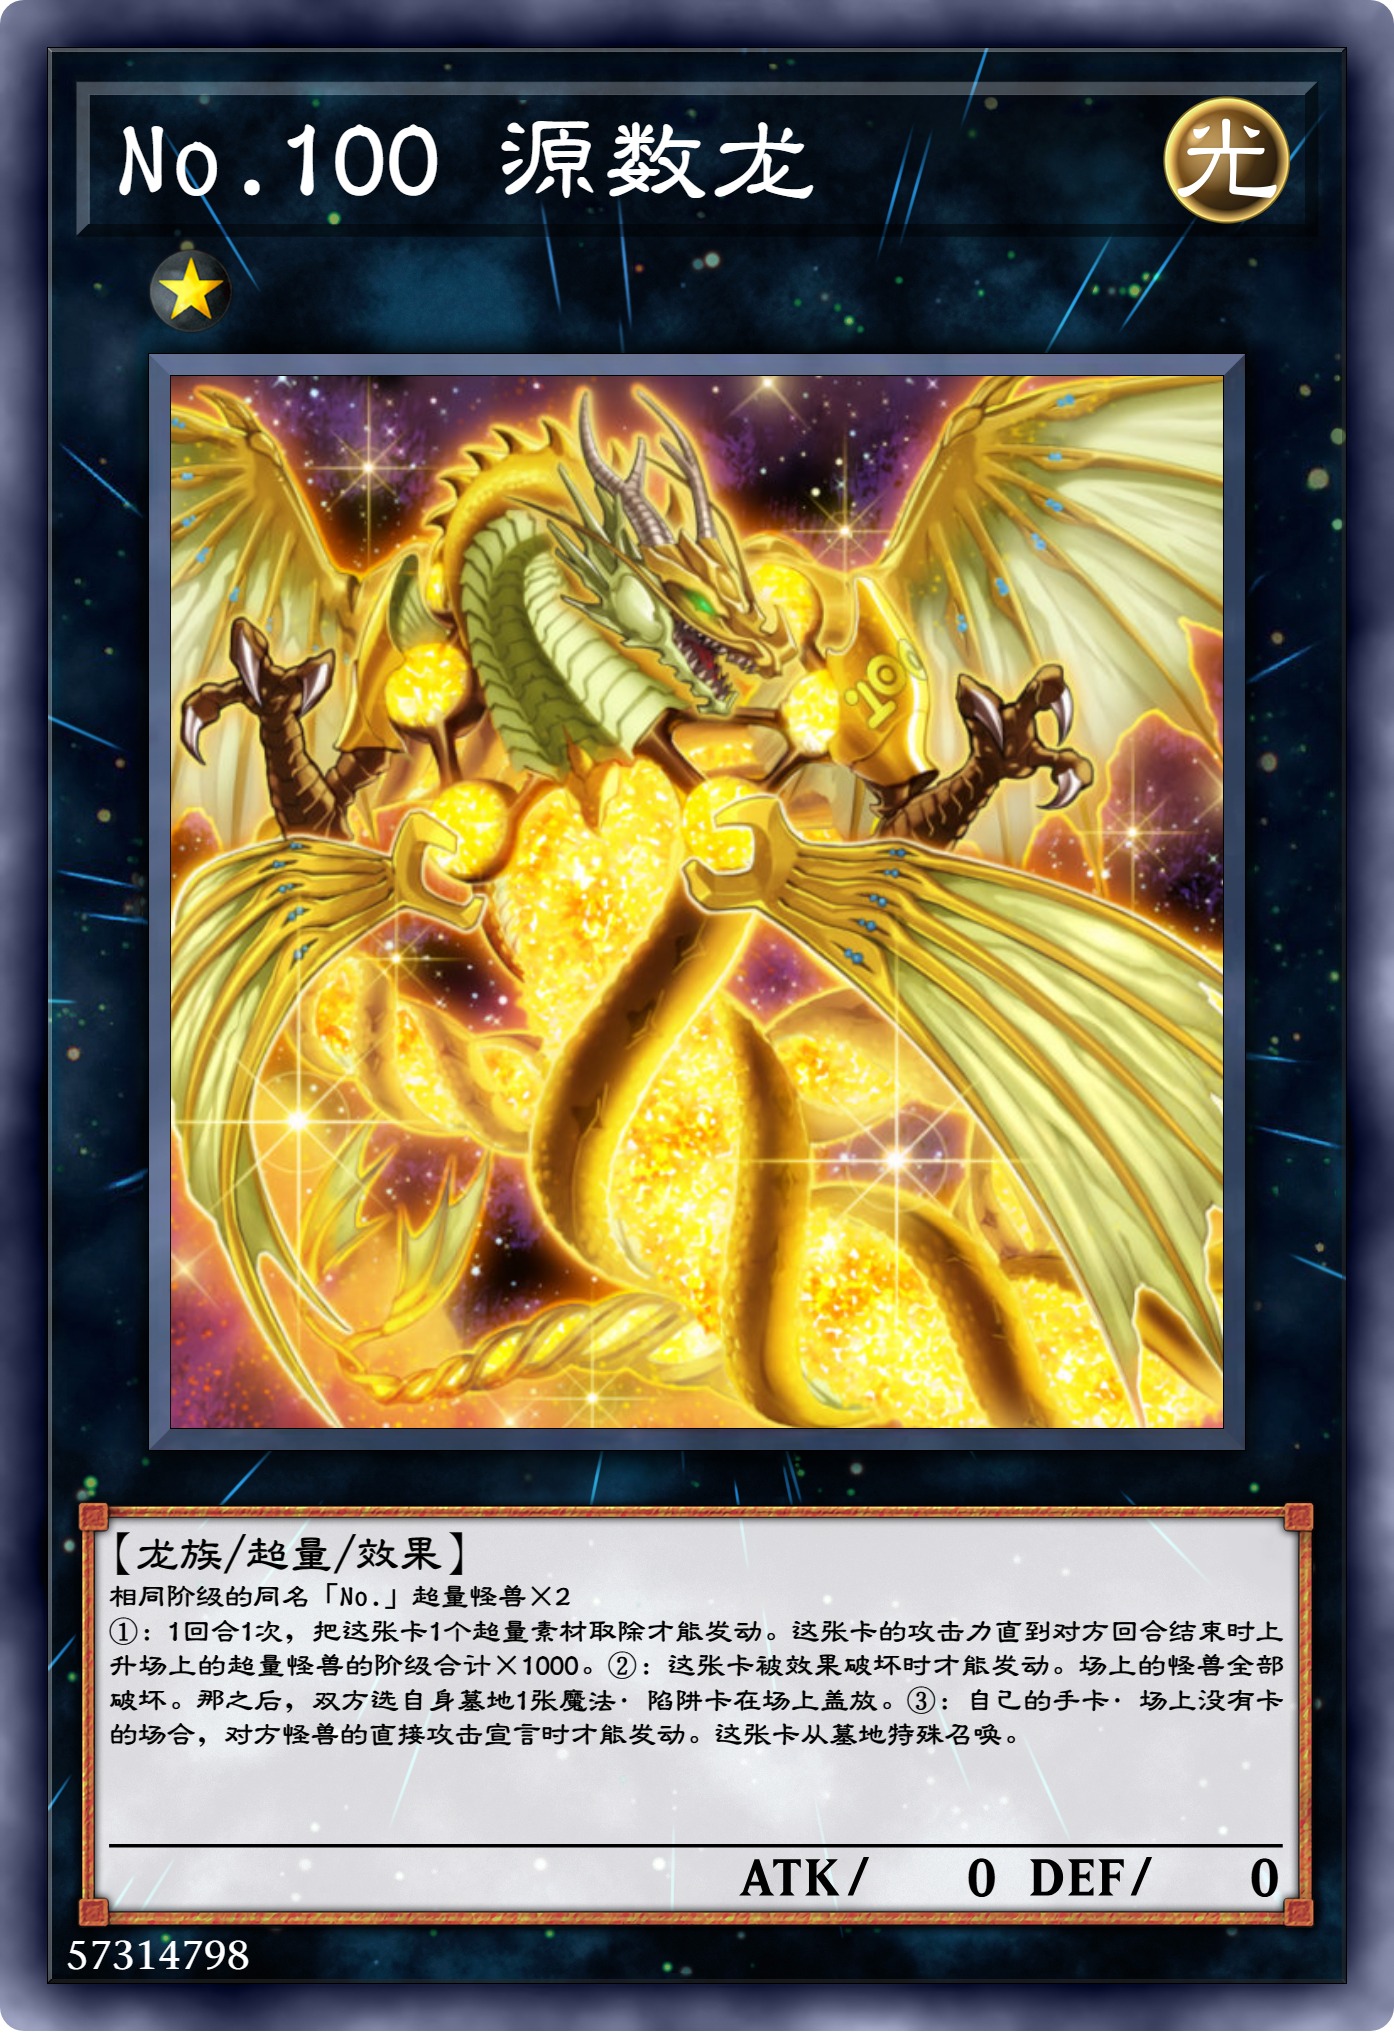 No.100 源数龙
光
No.100
【龙族/超量/效果】
相同阶级的同名「No.」超量怪兽×2
①：1回合1次，把这张卡1个超量素材取除才能发动。这张卡的攻击力直到对方回合结束时上
升场上的超量怪兽的阶级合计×1000。②：这张卡被效果破坏时才能发动。场上的怪兽全部
破坏。那之后，双方选自身墓地1张魔法·陷阱卡在场上盖放。③：自己的手卡·场上没有卡
的场合，对方怪兽的直接攻击宣言时才能发动。这张卡从墓地特殊召唤。
ATK/ 0 DEF/ 0
57314798